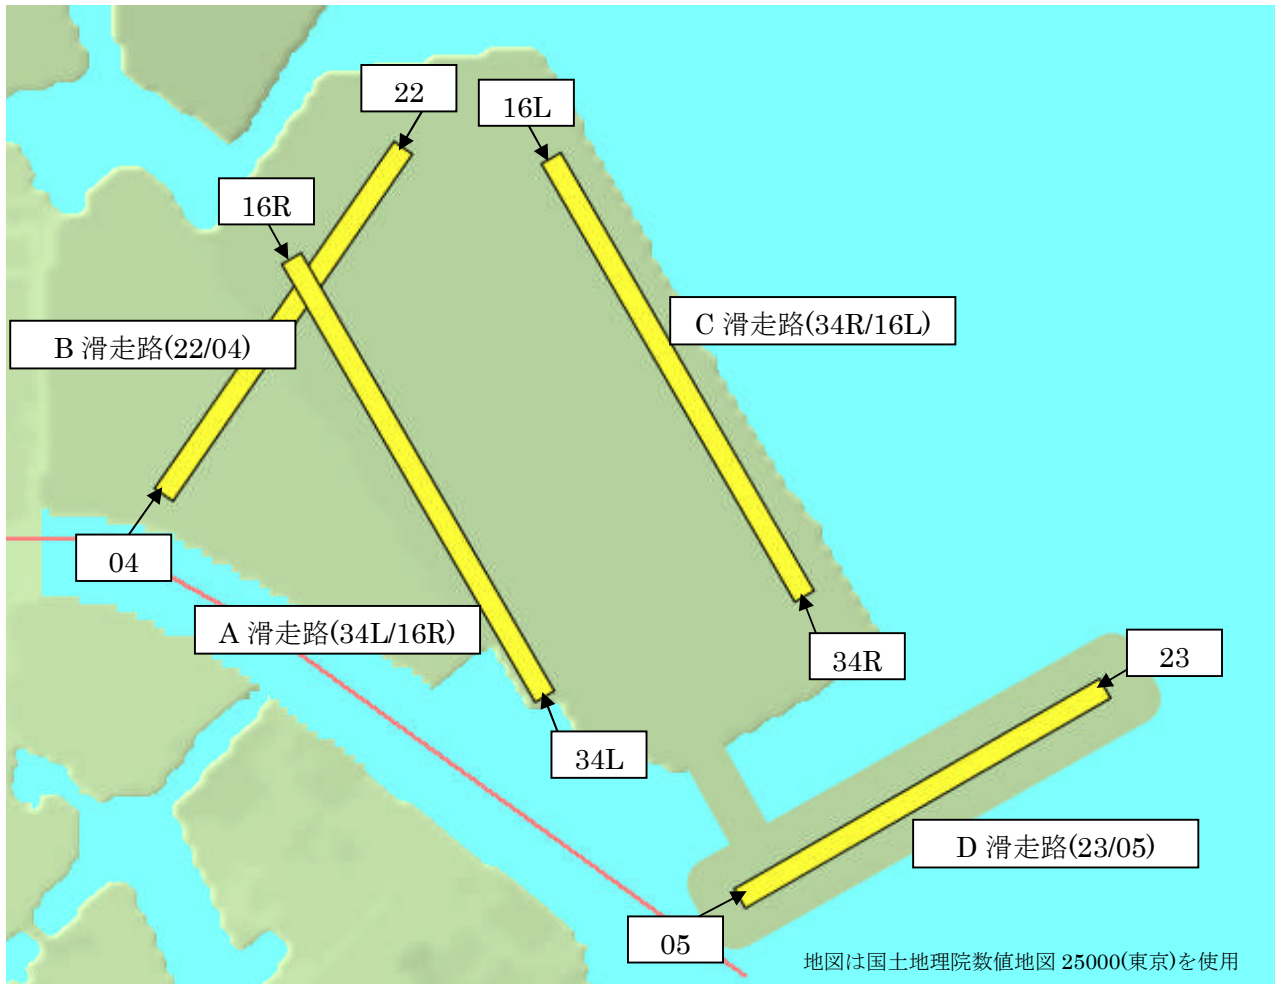 22
16L
16R
C 滑走路(34R/16L)
B 滑走路(22/04)
04
A 滑走路(34L/16R)
34R
23
34L
D 滑走路(23/05)
05
地図は国土地理院数値地図 25000(東京)を使用